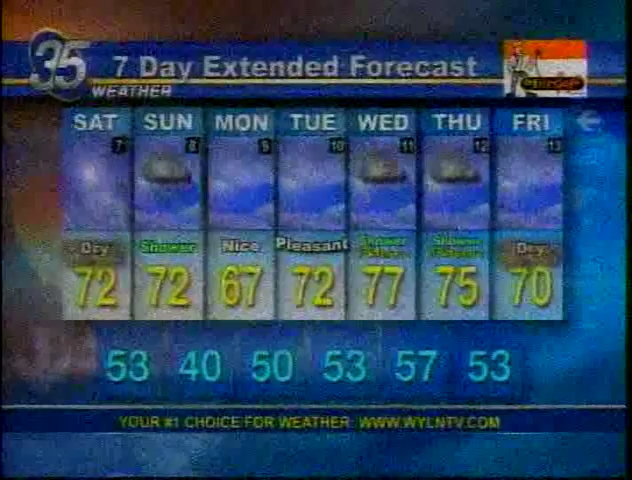 35 7 Day Extended Forecast
WEATHER
SAT SUN MON TUE WED THU FRI
7 8 9 10 11 12 13
Dry Shower Nice Pleasant Shower Shower Dry
72 72 67 72 77 75 70
53 40 50 53 57 53
YOUR #1 CHOICE FOR WEATHER WWW.WYLNTV.COM